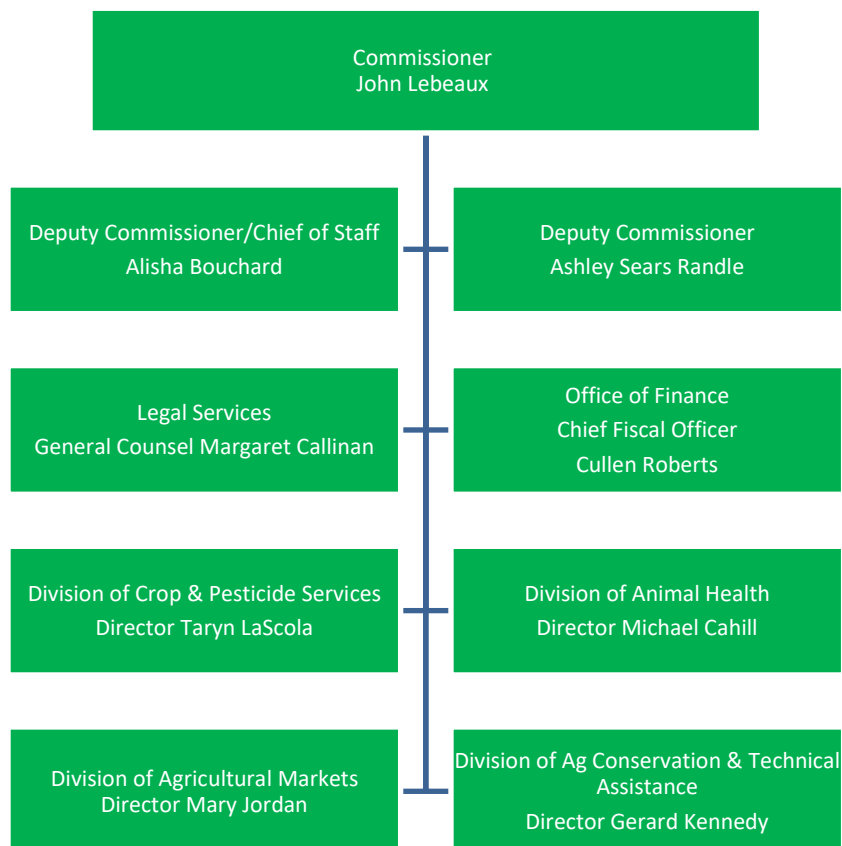 Commissioner
John Lebeaux
Deputy Commissioner/Chief of Staff
Alisha Bouchard
Deputy Commissioner
Ashley Sears Randle
Legal Services
General Counsel Margaret Callinan
Office of Finance
Chief Fiscal Officer
Cullen Roberts
Division of Crop & Pesticide Services
Director Taryn LaScola
Division of Animal Health
Director Michael Cahill
Division of Agricultural Markets
Director Mary Jordan
Division of Ag Conservation & Technical
Assistance
Director Gerard Kennedy